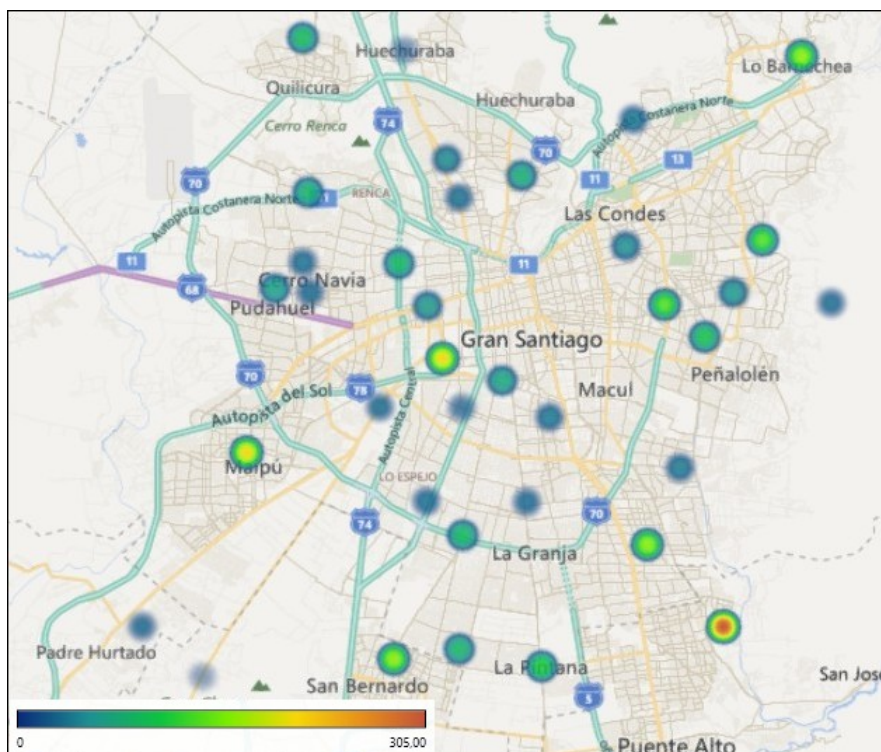 Huechuraba
Lo Barnechea
Quilicura
Huechuraba
Autopista Costanera Norte
74
Cerro Renca
70
13
11
70
RENCA
Autopista Costanera Norte
Las Condes
11
11
Cerro Navia
68
Pudahuel
Gran Santiago
70
78
Macul
Peñalolén
Autopista del Sol
Autopista Central
Maipú
LO ESPEJO
74
70
La Granja
Padre Hurtado
La Pintana
San Bernardo
San José
5
Puente Alto
0
305,00